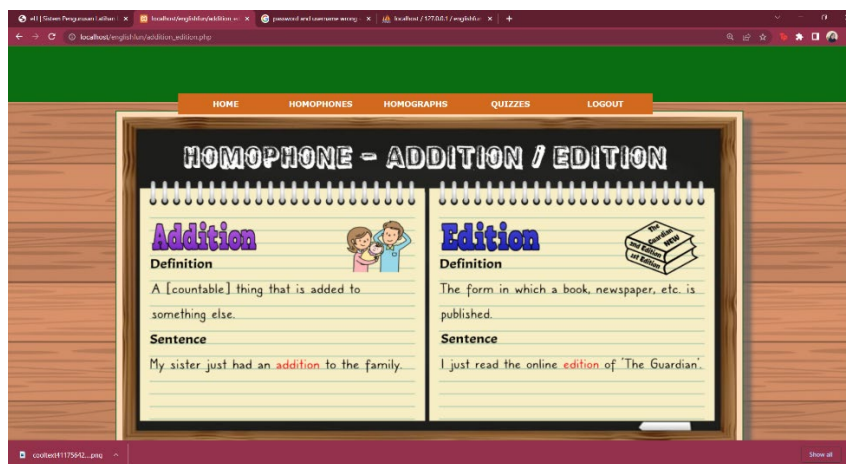 localhost/englishfun/addition_edition.php
HOME HOMOPHONES HOMOGRAPHS QUIZZES LOGOUT
HOMOPHONE - ADDITION / EDITION
Addition
Definition
A [countable] thing that is added to
something else.
Sentence
My sister just had an addition to the family.
Edition
The Guardian
NEW
2nd Edition
1st Edition
Definition
The form in which a book, newspaper, etc. is
published.
Sentence
I just read the online edition of 'The Guardian'.
Show all